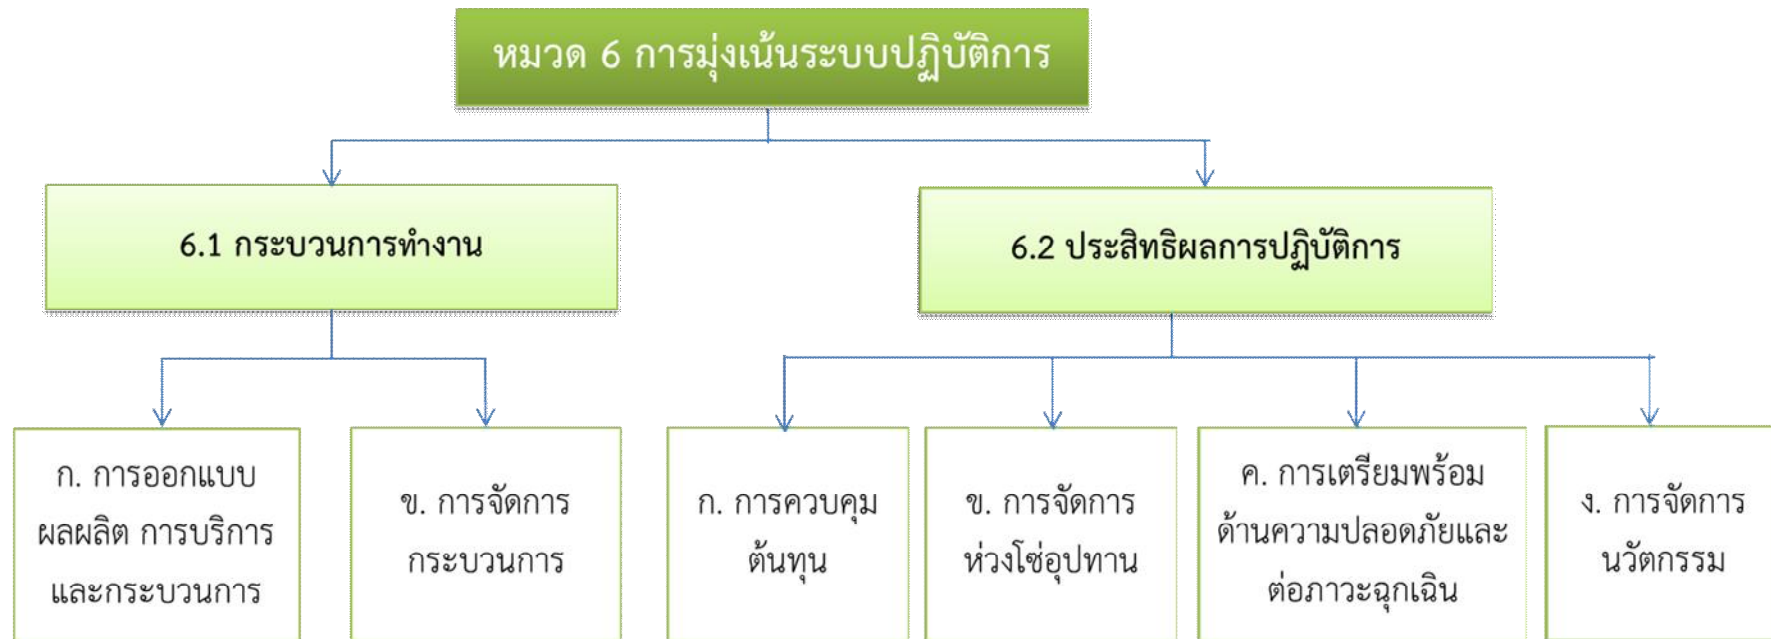 หมวด 6 การมุ่งเน้นระบบปฏิบัติการ
6.1 กระบวนการทำงาน
6.2 ประสิทธิผลการปฏิบัติการ
ก. การออกแบบ
ผลผลิต การบริการ
และกระบวนการ
ข. การจัดการ
กระบวนการ
ก. การควบคุม
ต้นทุน
ข. การจัดการ
ห่วงโซ่อุปทาน
ค. การเตรียมพร้อม
ด้านความปลอดภัยและ
ต่อภาวะฉุกเฉิน
ง. การจัดการ
นวัตกรรม